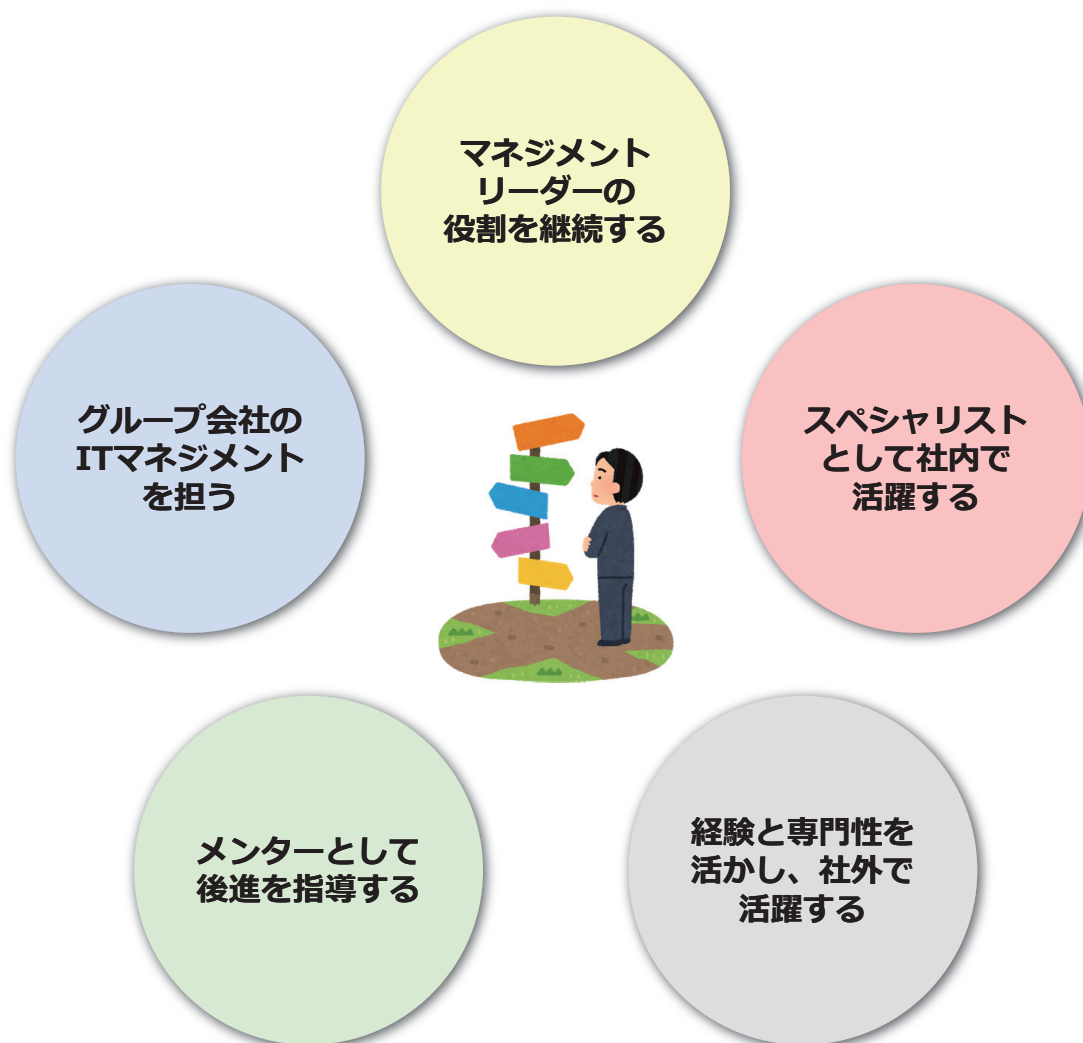 マネジメント
リーダーの
役割を継続する
グループ会社の
ITマネジメント
を担う
スペシャリスト
として社内で
活躍する
メンターとして
後進を指導する
経験と専門性を
活かし、社外で
活躍する